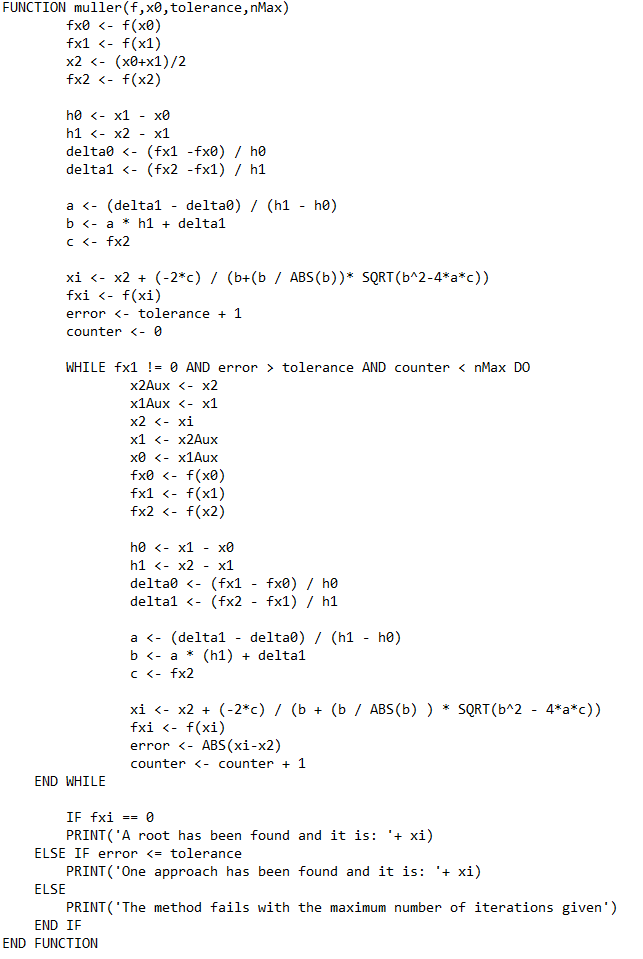 FUNCTION muller(f,x0,tolerance,nMax)
fx0 <- f(x0)
fx1 <- f(x1)
x2 <- (x0+x1)/2
fx2 <- f(x2)
h0 <- x1 - x0
h1 <- x2 - x1
delta0 <- (fx1 -fx0) / h0
delta1 <- (fx2 -fx1) / h1
a <- (delta1 - delta0) / (h1 - h0)
b <- a * h1 + delta1
c <- fx2
xi <- x2 + (-2*c) / (b+(b / ABS(b))* SQRT(b^2-4*a*c))
fxi <- f(xi)
error <- tolerance + 1
counter <- 0
WHILE fx1 != 0 AND error > tolerance AND counter < nMax DO
x2Aux <- x2
x1Aux <- x1
x2 <- xi
x1 <- x2Aux
x0 <- x1Aux
fx0 <- f(x0)
fx1 <- f(x1)
fx2 <- f(x2)
h0 <- x1 - x0
h1 <- x2 - x1
delta0 <- (fx1 - fx0) / h0
delta1 <- (fx2 - fx1) / h1
a <- (delta1 - delta0) / (h1 - h0)
b <- a * (h1) + delta1
c <- fx2
xi <- x2 + (-2*c) / (b + (b / ABS(b) ) * SQRT(b^2 - 4*a*c))
fxi <- f(xi)
error <- ABS(xi-x2)
counter <- counter + 1
END WHILE
IF fxi == 0
PRINT('A root has been found and it is: '+ xi)
ELSE IF error <= tolerance
PRINT('One approach has been found and it is: '+ xi)
ELSE
PRINT('The method fails with the maximum number of iterations given')
END IF
END FUNCTION